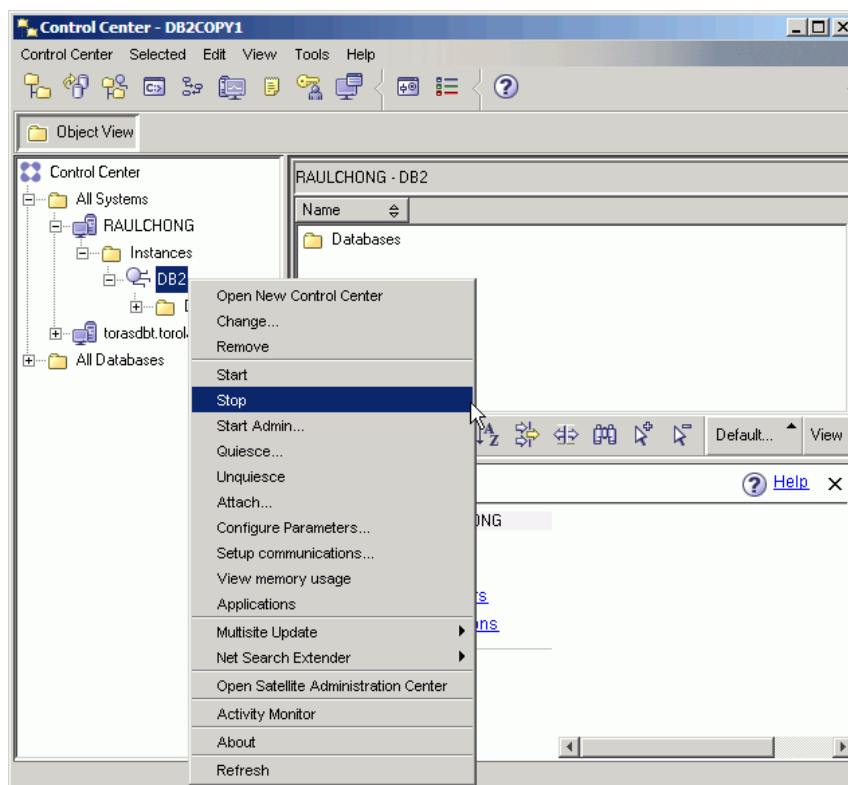 Control Center - DB2COPY1
Control Center Selected Edit View Tools Help
Object View
Control Center
All Systems
RAULCHONG
Instances
DB2
torasdbt.torol
All Databases
RAULCHONG - DB2
Name
Databases
Open New Control Center
Change...
Remove
Start
Stop
Start Admin...
Quiesce...
Unquiesce
Attach...
Configure Parameters...
Setup communications...
View memory usage
Applications
Multisite Update
Net Search Extender
Open Satellite Administration Center
Activity Monitor
About
Refresh
Default... View
Help